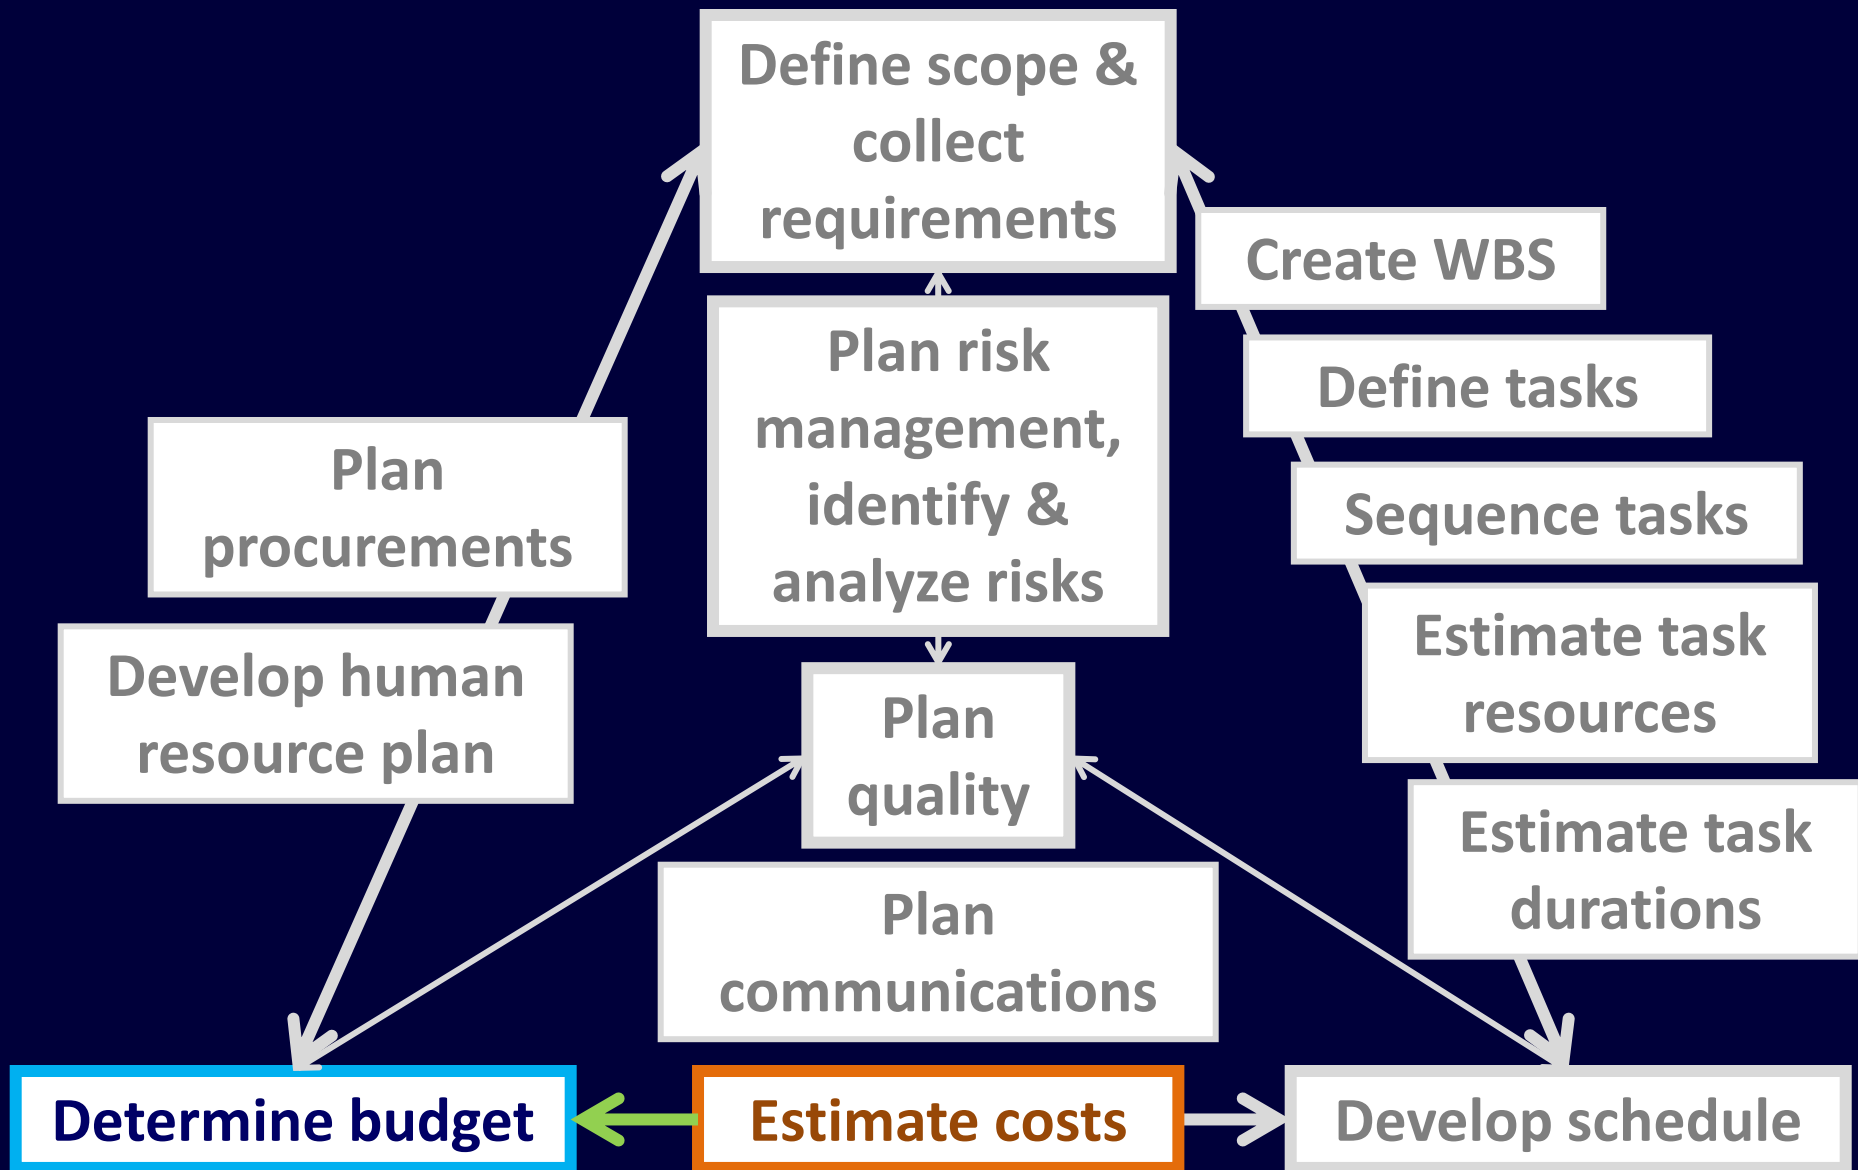 Define scope &
collect
requirements
Create WBS
Plan risk
management,
identify &
analyze risks
Define tasks
Plan
procurements
Sequence tasks
Estimate task
resources
Develop human
resource plan
Plan
quality
Estimate task
durations
Plan
communications
Determine budget
Estimate costs
Develop schedule